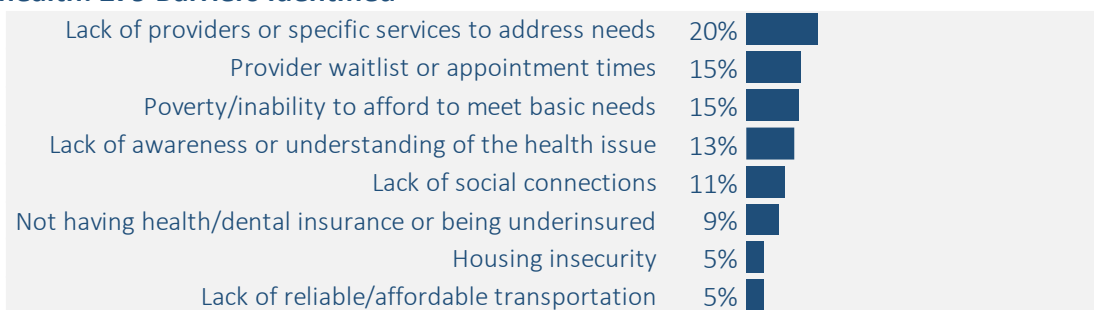 Lack of providers or specific services to address needs 20%
Provider waitlist or appointment times 15%
Poverty/inability to afford to meet basic needs 15%
Lack of awareness or understanding of the health issue 13%
Lack of social connections 11%
Not having health/dental insurance or being underinsured 9%
Housing insecurity 5%
Lack of reliable/affordable transportation 5%